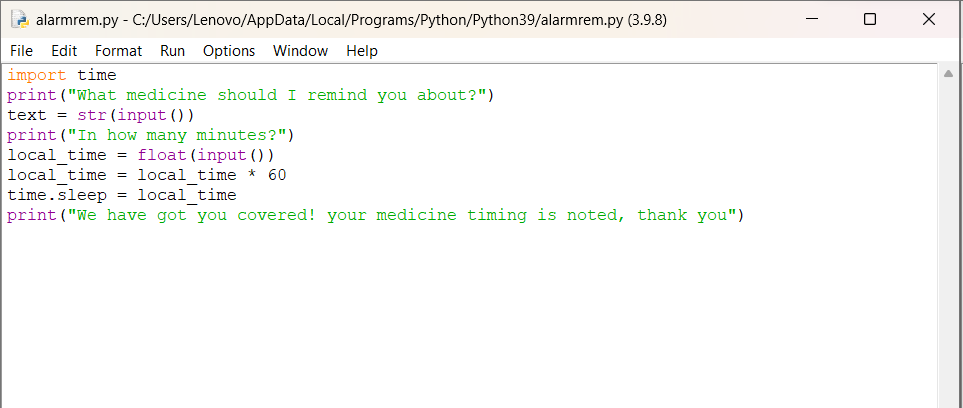 alarmrem.py - C:/Users/Lenovo/AppData/Local/Programs/Python/Python39/alarmrem.py (3.9.8)
File Edit Format Run Options Window Help
import time
print("What medicine should I remind you about?")
text = str(input())
print("In how many minutes?")
local_time = float(input())
local_time = local_time * 60
time.sleep = local_time
print("We have got you covered! your medicine timing is noted, thank you")